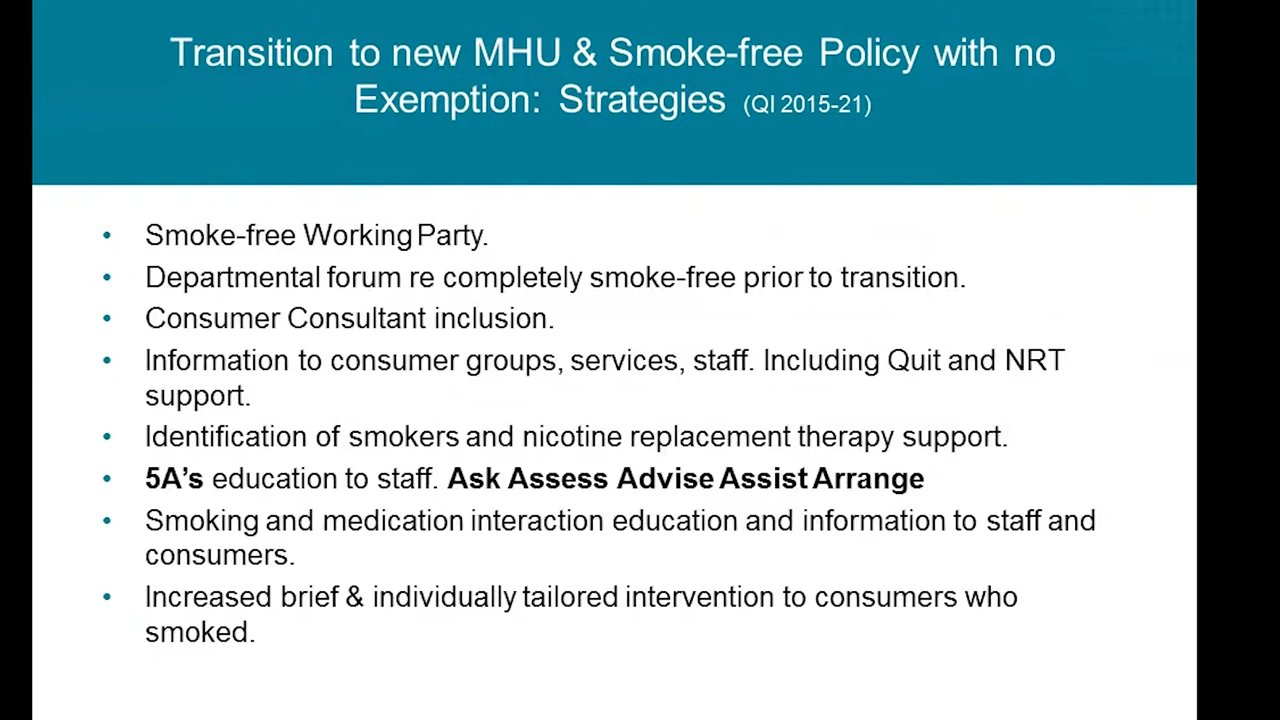 Transition to new MHU & Smoke-free Policy with no
Exemption: Strategies (QI 2015-21)
• Smoke-free Working Party.
• Departmental forum re completely smoke-free prior to transition.
• Consumer Consultant inclusion.
• Information to consumer groups, services, staff. Including Quit and NRT
support.
• Identification of smokers and nicotine replacement therapy support.
• 5A’s education to staff. Ask Assess Advise Assist Arrange
• Smoking and medication interaction education and information to staff and
consumers.
• Increased brief & individually tailored intervention to consumers who
smoked.